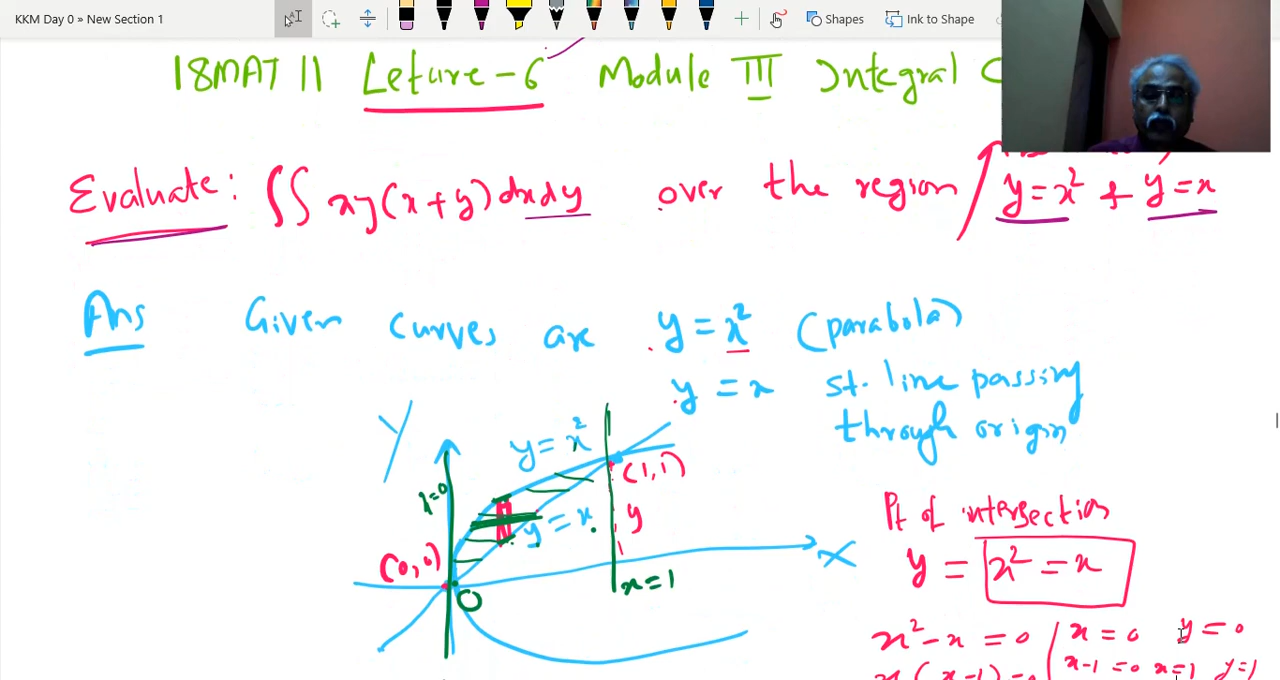 KKM Day 0 » New Section 1
Shapes
Ink to Shape
18MAT 11 Leture-6 Module III Integral C
Evaluate: ∫∫ xy(x+y) dxdy over the region y=x² & y=x
Ans Given curves are y=x² (parabola)
y = x st. line passing
through origin
Y
y=x²
(1,1)
y=x
y
(0,0)
X
O
x=1
Pt of intersection
y = x² = x
x² - x = 0 x = 0 y = 0
x-1=0 x=1 y=1